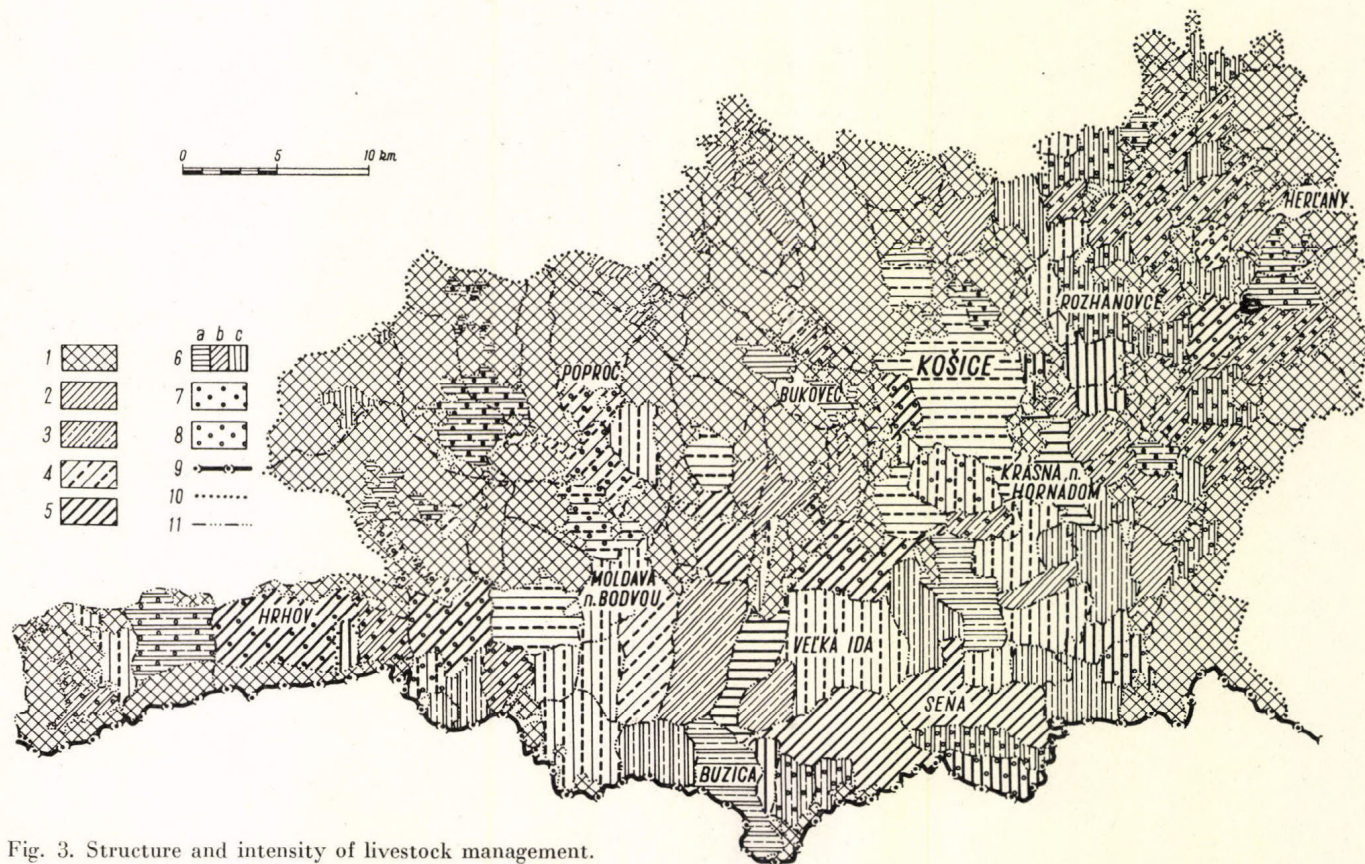 0 5 10 km
a b c
1
2
3
4
5
6
7
8
9
10
11
HERĽANY
ROZHANOVCE
KOŠICE
POPROČ
BUKOVEC
KRÁSNA n.
HORNÁDOM
MOLDAVA
n. BODVOU
HRHOV
VEĽKÁ IDA
SEŇA
BUZICA
Fig. 3. Structure and intensity of livestock management.